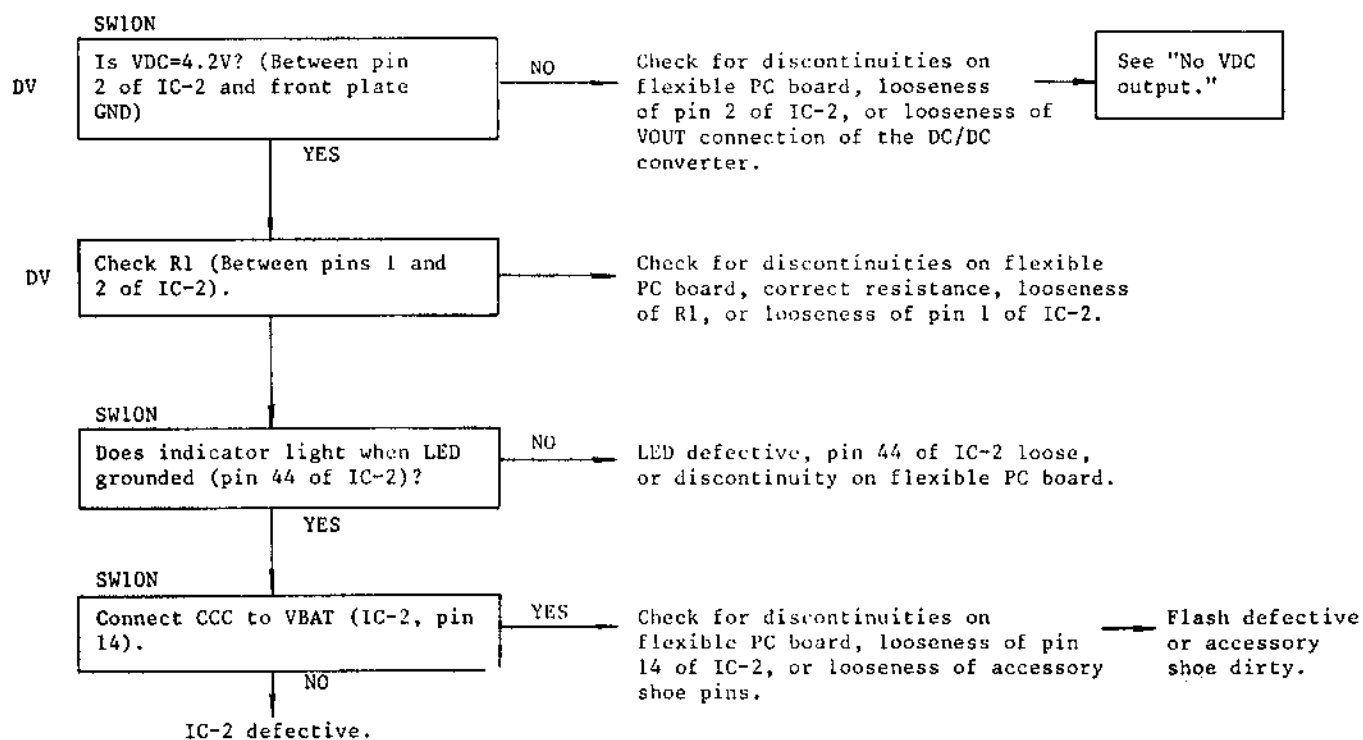 SW1ON
DV
Is VDC=4.2V? (Between pin
2 of IC-2 and front plate
GND)
NO
Check for discontinuities on
flexible PC board, looseness
of pin 2 of IC-2, or looseness of
VOUT connection of the DC/DC
converter.
See "No VDC
output."
YES
DV
Check R1 (Between pins 1 and
2 of IC-2).
Check for discontinuities on flexible
PC board, correct resistance, looseness
of R1, or looseness of pin 1 of IC-2.
SW1ON
Does indicator light when LED
grounded (pin 44 of IC-2)?
NO
LED defective, pin 44 of IC-2 loose,
or discontinuity on flexible PC board.
YES
SW1ON
Connect CCC to VBAT (IC-2, pin
14).
YES
Check for discontinuities on
flexible PC board, looseness of pin
14 of IC-2, or looseness of accessory
shoe pins.
Flash defective
or accessory
shoe dirty.
NO
IC-2 defective.